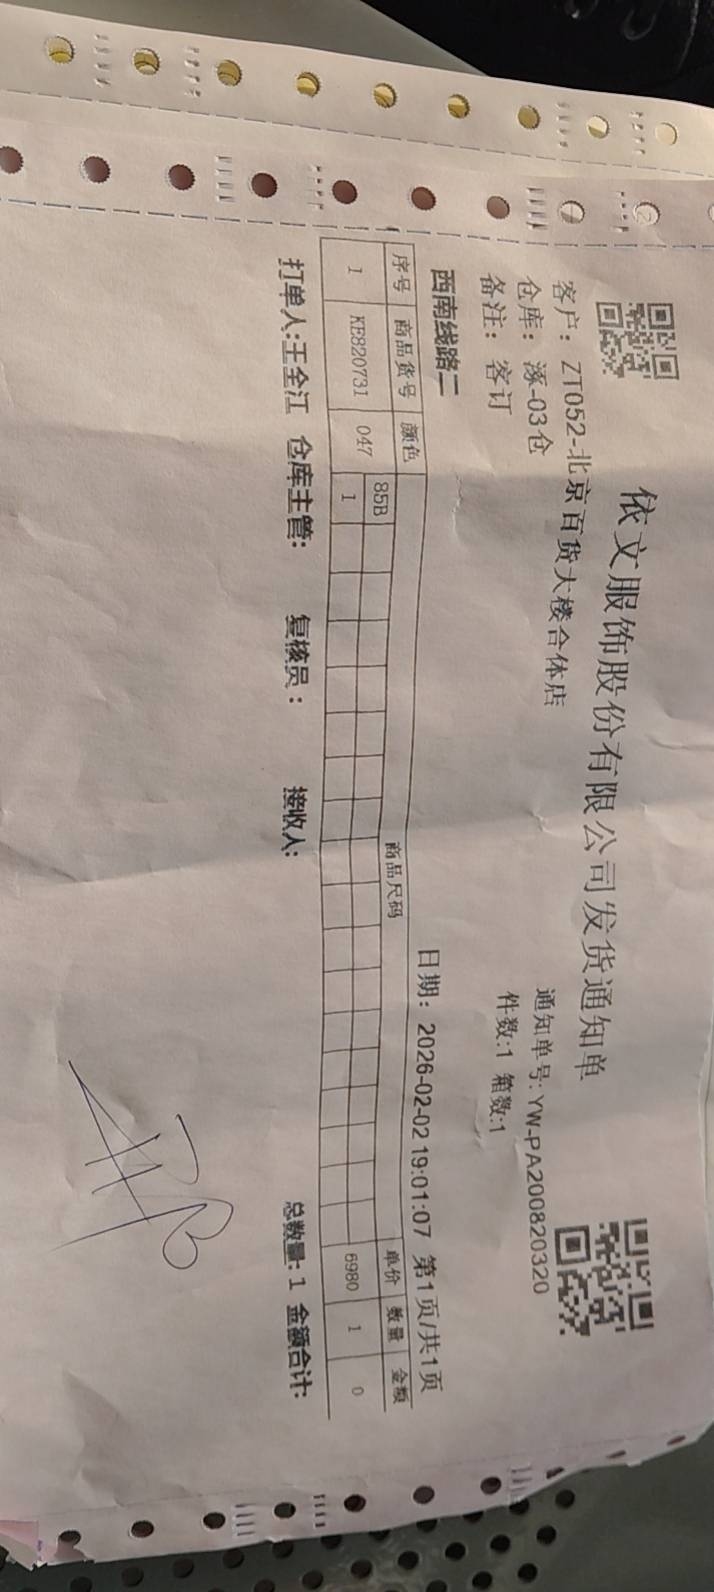 依文服饰股份有限公司发货通知单
客户：ZT052-北京百货大楼合体店 通知单号:YW-PA200820320
仓库：涿-03仓 件数:1 箱数:1
备注：客订
西南线路二 日期：2026-02-02 19:01:07 第1页/共1页
序号 商品货号 颜色 商品尺码 单价 数量 金额
85B
1 KE820731 047 1 6980 1 0
打单人:王全江 仓库主管: 复核员： 接收人: 总数量:1 金额合计: